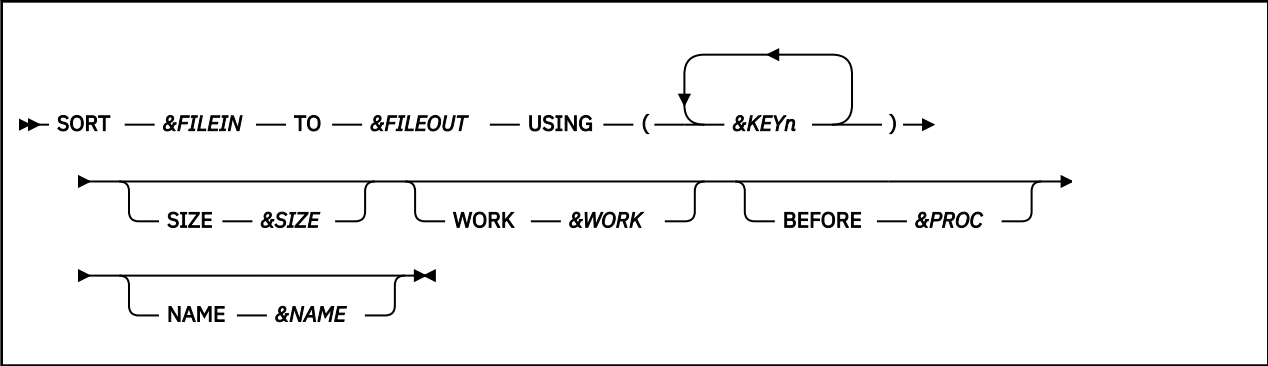 SORT &FILEIN TO &FILEOUT USING ( &KEYn )
SIZE &SIZE WORK &WORK BEFORE &PROC
NAME &NAME